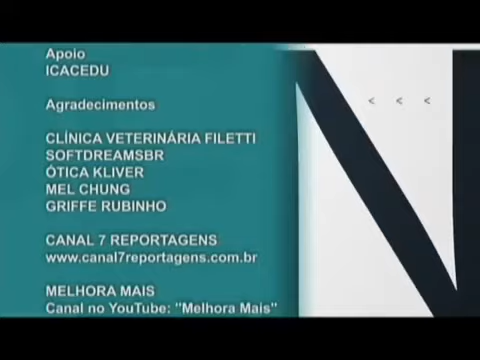 Apoio
ICACEDU
Agradecimentos
CLÍNICA VETERINÁRIA FILETTI
SOFTDREAMSBR
ÓTICA KLIVER
MEL CHUNG
GRIFFE RUBINHO
CANAL 7 REPORTAGENS
www.canal7reportagens.com.br
MELHORA MAIS
Canal no YouTube: "Melhora Mais"
< < <
N